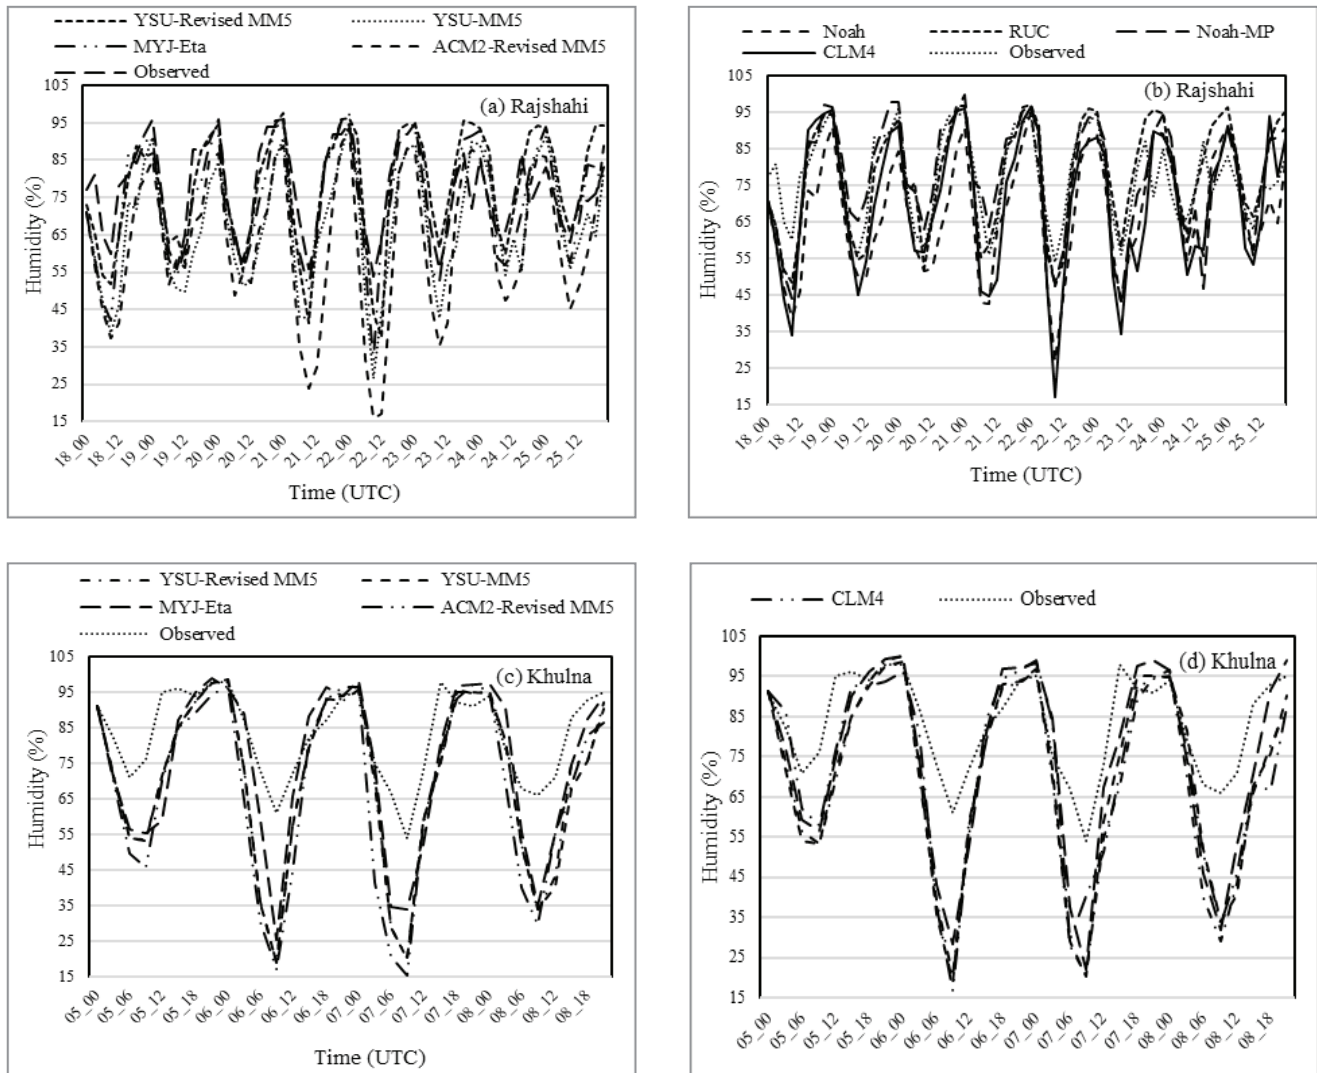 YSU-Revised MM5 YSU-MM5
MYJ-Eta ACM2-Revised MM5
Observed
(a) Rajshahi
Humidity (%)
105
95
85
75
65
55
45
35
25
15
18_00 18_12 19_00 19_12 20_00 20_12 21_00 21_12 22_00 22_12 23_00 23_12 24_00 24_12 25_00 25_12
Time (UTC)
Noah RUC Noah-MP
CLM4 Observed
(b) Rajshahi
Humidity (%)
105
95
85
75
65
55
45
35
25
15
18_00 18_12 19_00 19_12 20_00 20_12 21_00 21_12 22_00 22_12 23_00 23_12 24_00 24_12 25_00 25_12
Time (UTC)
YSU-Revised MM5 YSU-MM5
MYJ-Eta ACM2-Revised MM5
Observed
(c) Khulna
Humidity (%)
105
95
85
75
65
55
45
35
25
15
05_00 05_06 05_12 05_18 06_00 06_06 06_12 06_18 07_00 07_06 07_12 07_18 08_00 08_06 08_12 08_18
Time (UTC)
CLM4 Observed
(d) Khulna
Humidity (%)
105
95
85
75
65
55
45
35
25
15
05_00 05_06 05_12 05_18 06_00 06_06 06_12 06_18 07_00 07_06 07_12 07_18 08_00 08_06 08_12 08_18